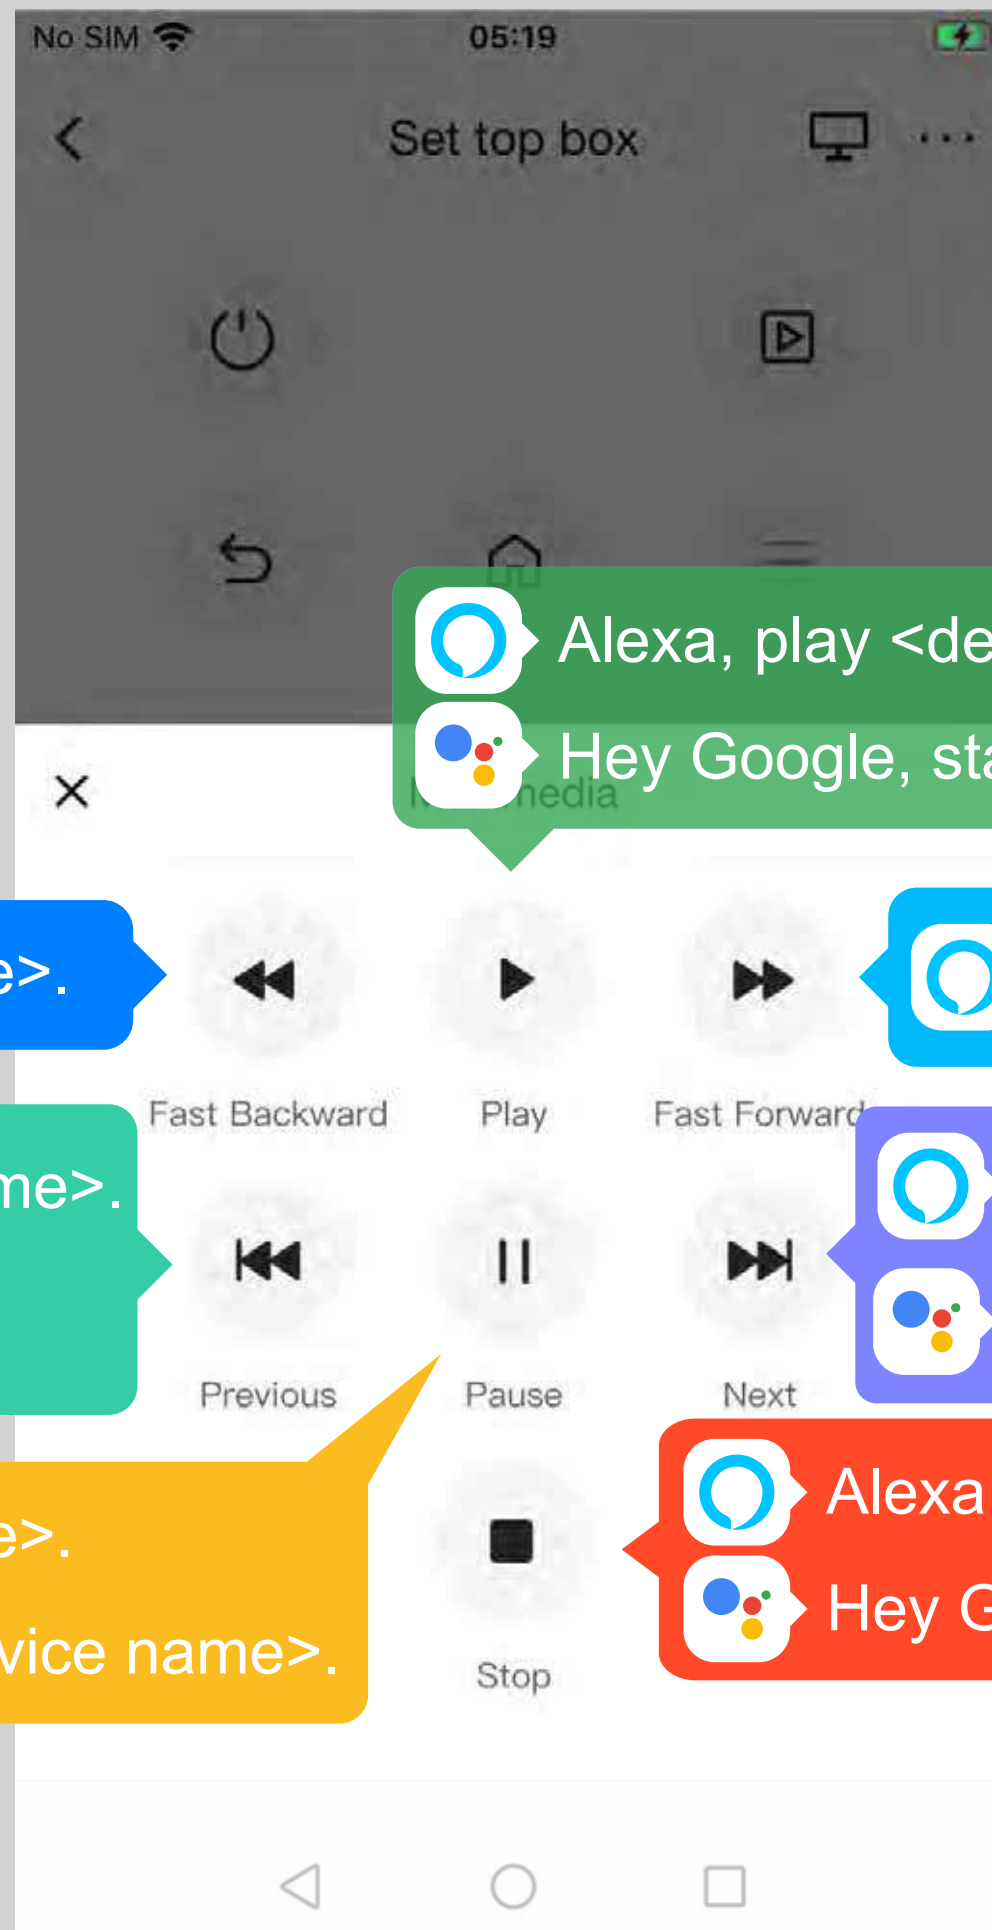 No SIM 05:19
Set top box
Alexa, play <de
Hey Google, sta
e>.
Fast Backward Play Fast Forward
me>.
Previous Pause Next
Alexa
e>.
Hey G
vice name>.
Stop